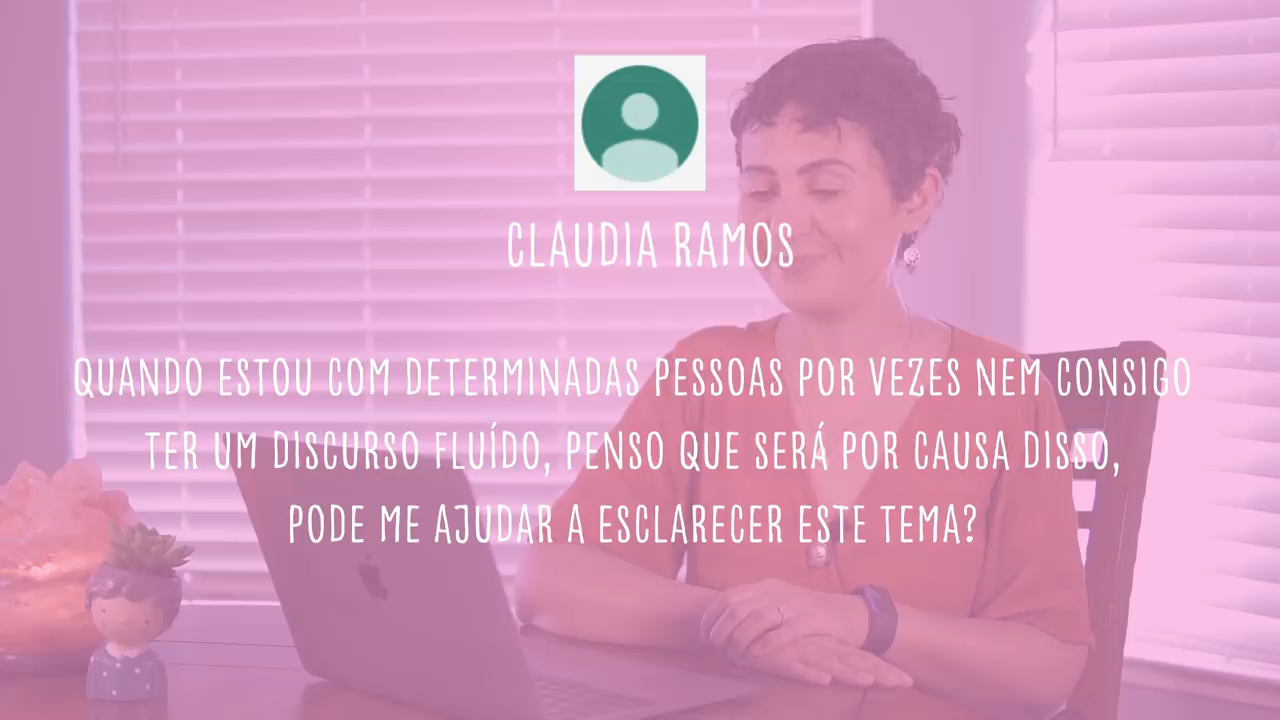 CLAUDIA RAMOS
QUANDO ESTOU COM DETERMINADAS PESSOAS POR VEZES NEM CONSIGO
TER UM DISCURSO FLUÍDO, PENSO QUE SERÁ POR CAUSA DISSO,
PODE ME AJUDAR A ESCLARECER ESTE TEMA?